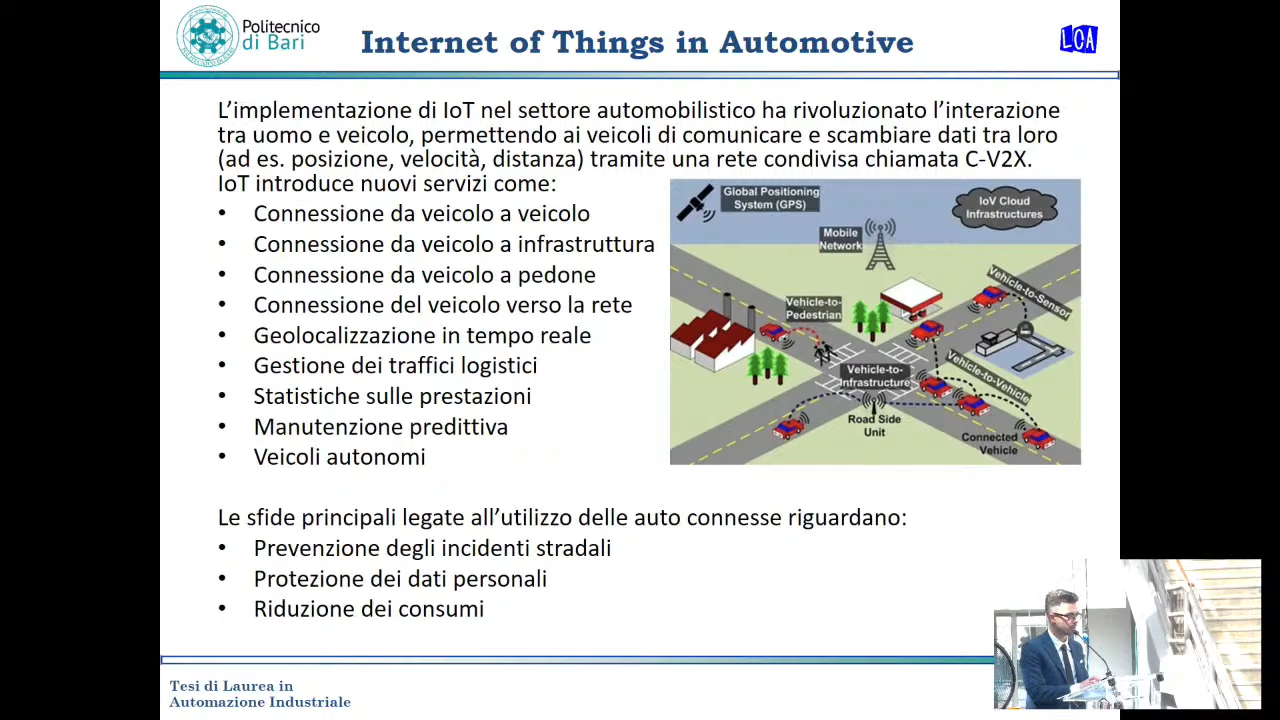 Politecnico
di Bari
Internet of Things in Automotive
LCA
L’implementazione di IoT nel settore automobilistico ha rivoluzionato l’interazione
tra uomo e veicolo, permettendo ai veicoli di comunicare e scambiare dati tra loro
(ad es. posizione, velocità, distanza) tramite una rete condivisa chiamata C-V2X.
IoT introduce nuovi servizi come:
• Connessione da veicolo a veicolo
• Connessione da veicolo a infrastruttura
• Connessione da veicolo a pedone
• Connessione del veicolo verso la rete
• Geolocalizzazione in tempo reale
• Gestione dei traffici logistici
• Statistiche sulle prestazioni
• Manutenzione predittiva
• Veicoli autonomi
Global Positioning
System (GPS)
IoV Cloud
Infrastructures
Mobile
Network
Vehicle-to-Sensor
Vehicle-to-
Pedestrian
Vehicle-to-
Infrastructure
Vehicle-to-Vehicle
Road Side
Unit
Connected
Vehicle
Le sfide principali legate all’utilizzo delle auto connesse riguardano:
• Prevenzione degli incidenti stradali
• Protezione dei dati personali
• Riduzione dei consumi
Tesi di Laurea in
Automazione Industriale